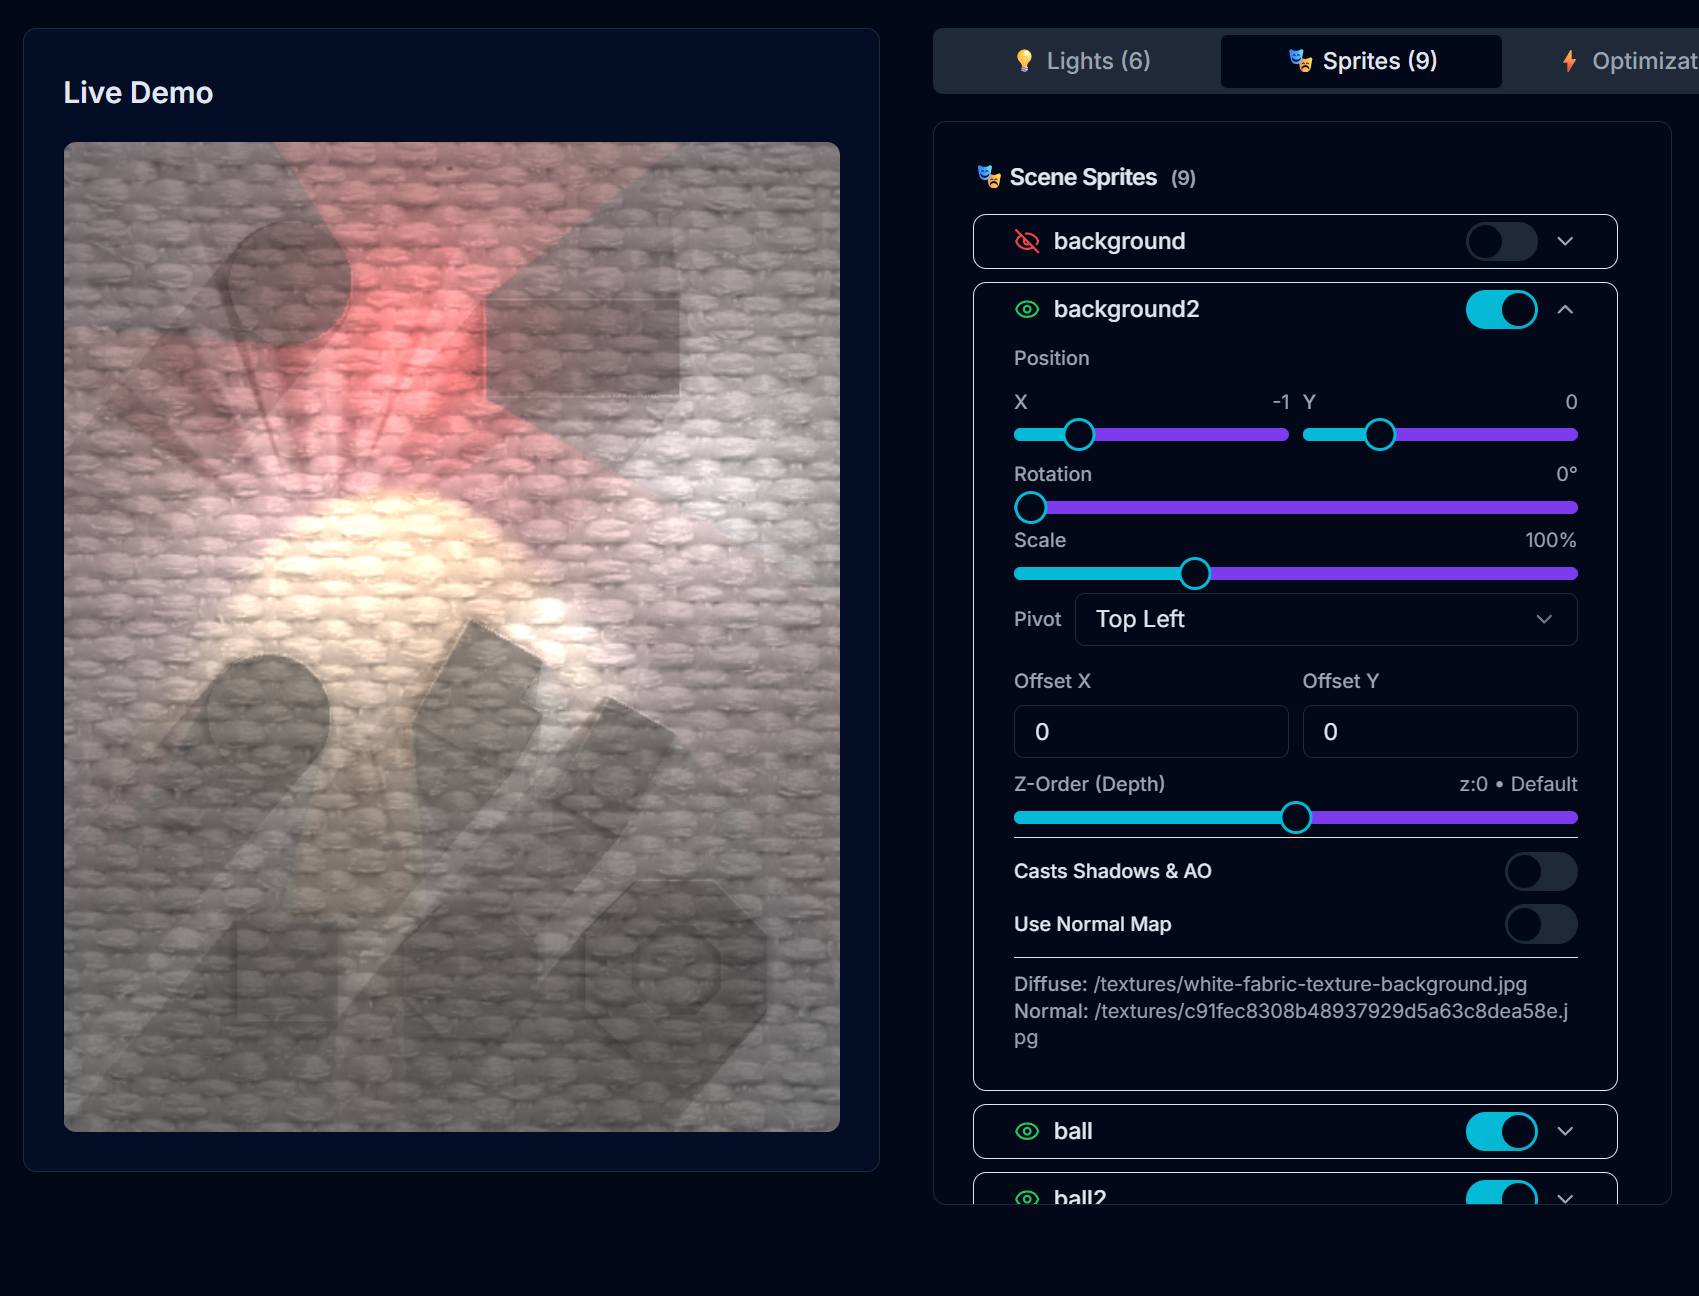 Live Demo
Lights (6)
Sprites (9)
Optimizat
Scene Sprites (9)
background
background2
Position
X -1 Y 0
Rotation 0°
Scale 100%
Pivot Top Left
Offset X Offset Y
0 0
Z-Order (Depth) z:0 • Default
Casts Shadows & AO
Use Normal Map
Diffuse: /textures/white-fabric-texture-background.jpg
Normal: /textures/c91fec8308b48937929d5a63c8dea58e.j
pg
ball
ball2